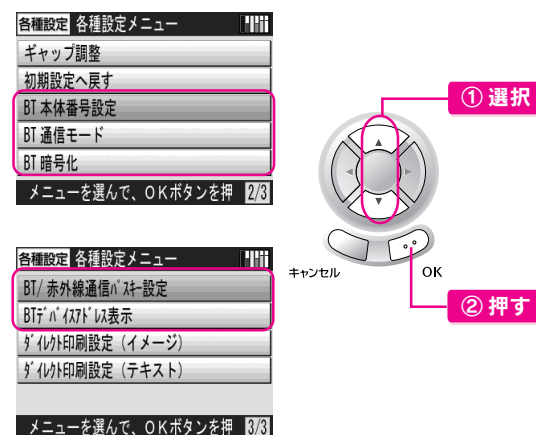 各種設定 各種設定メニュー
ギャップ調整
初期設定へ戻す
BT 本体番号設定
BT 通信モード
BT 暗号化
メニューを選んで、OKボタンを押 2/3
① 選択
キャンセル
OK
② 押す
各種設定 各種設定メニュー
BT/ 赤外線通信パスキー設定
BTデバイスアドレス表示
ダイレクト印刷設定（イメージ）
ダイレクト印刷設定（テキスト）
メニューを選んで、OKボタンを押 3/3